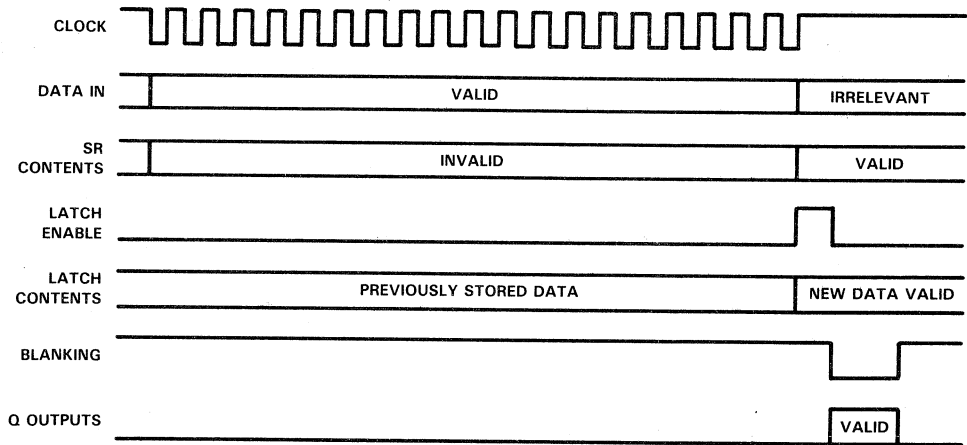 CLOCK
DATA IN
VALID
IRRELEVANT
SR
CONTENTS
INVALID
VALID
LATCH
ENABLE
LATCH
CONTENTS
PREVIOUSLY STORED DATA
NEW DATA VALID
BLANKING
Q OUTPUTS
VALID